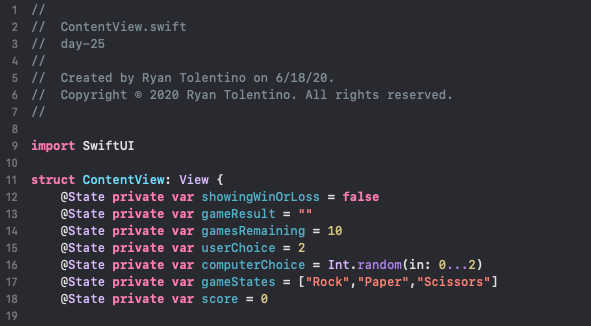 1 //
2 // ContentView.swift
3 // day-25
4 //
5 // Created by Ryan Tolentino on 6/18/20.
6 // Copyright © 2020 Ryan Tolentino. All rights reserved.
7 //
8
9 import SwiftUI
10
11 struct ContentView: View {
12     @State private var showingWinOrLoss = false
13     @State private var gameResult = ""
14     @State private var gamesRemaining = 10
15     @State private var userChoice = 2
16     @State private var computerChoice = Int.random(in: 0...2)
17     @State private var gameStates = ["Rock","Paper","Scissors"]
18     @State private var score = 0
19